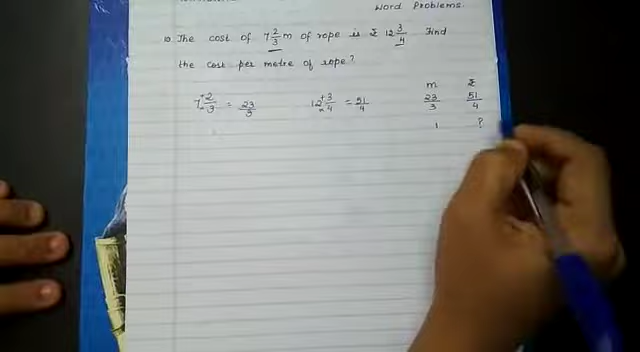 Word Problems.
10. The cost of 7 2/3 m of rope is ₹ 12 3/4 Find
the cost per metre of rope?
m ₹
7 2/3 = 23/3 12 3/4 = 51/4 23/3 51/4
1 ?